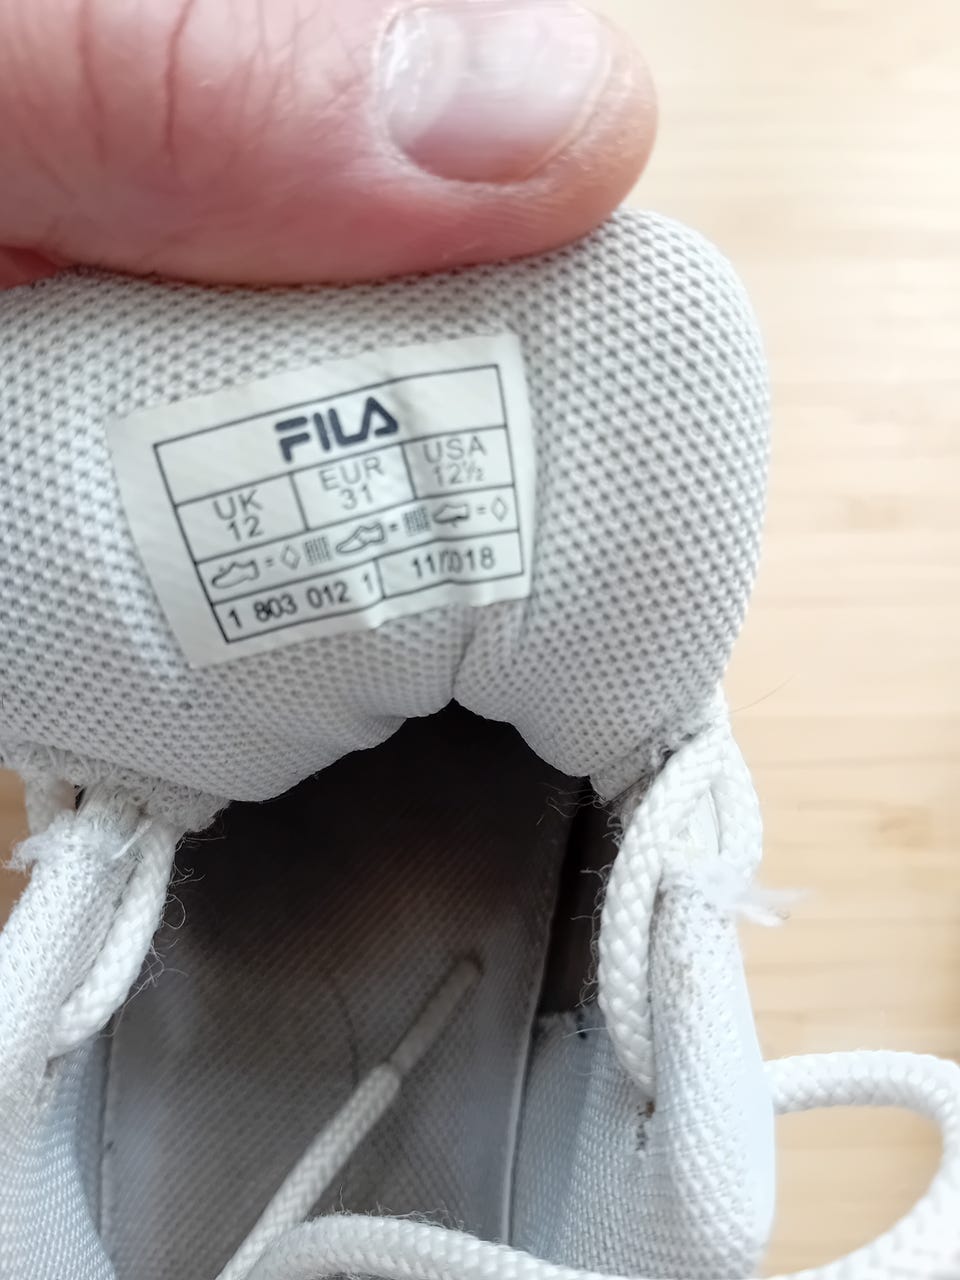 FILA
UK EUR USA
12 31 12½
= = =
1 803 012 1 11/2018